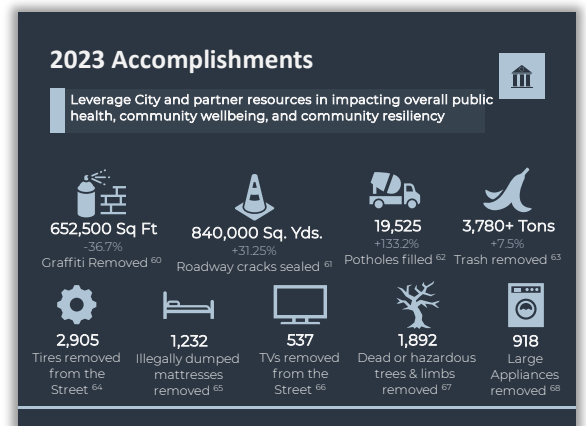 2023 Accomplishments
Leverage City and partner resources in impacting overall public
health, community wellbeing, and community resiliency
652,500 Sq Ft
-36.7%
Graffiti Removed 60
840,000 Sq. Yds.
+31.25%
Roadway cracks sealed 61
19,525
+133.2%
Potholes filled 62
3,780+ Tons
+7.5%
Trash removed 63
2,905
Tires removed
from the
Street 64
1,232
Illegally dumped
mattresses
removed 65
537
TVs removed
from the
Street 66
1,892
Dead or hazardous
trees & limbs
removed 67
918
Large
Appliances
removed 68